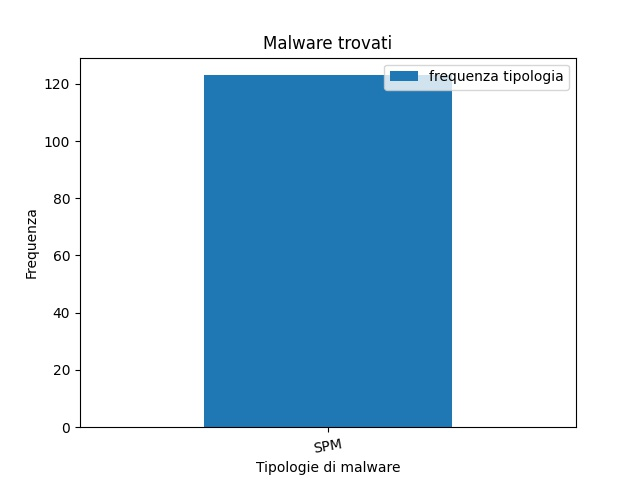 Malware trovati
frequenza tipologia
120
100
80
60
40
20
0
Frequenza
SPM
Tipologie di malware